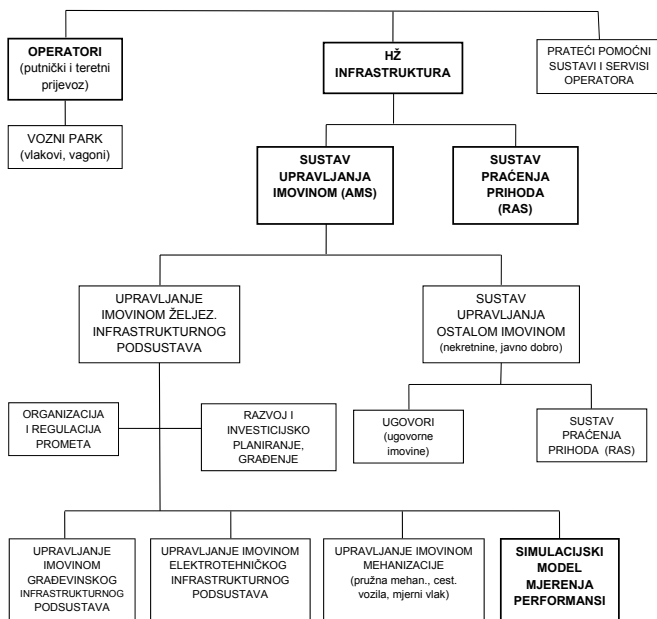 OPERATORI
(putnički i teretni
prijevoz)
HŽ
INFRASTRUKTURA
PRATEĆI POMOĆNI
SUSTAVI I SERVISI
OPERATORA
VOZNI PARK
(vlakovi, vagoni)
SUSTAV
UPRAVLJANJA
IMOVINOM (AMS)
SUSTAV
PRAĆENJA
PRIHODA
(RAS)
UPRAVLJANJE
IMOVINOM ŽELJEZ.
INFRASTRUKTURNOG
PODSUSTAVA
SUSTAV
UPRAVLJANJA
OSTALOM IMOVINOM
(nekretnine, javno dobro)
ORGANIZACIJA
I REGULACIJA
PROMETA
RAZVOJ I
INVESTICIJSKO
PLANIRANJE,
GRAĐENJE
UGOVORI
(ugovorne
imovine)
SUSTAV
PRAĆENJA
PRIHODA (RAS)
UPRAVLJANJE
IMOVINOM
GRAĐEVINSKOG
INFRASTRUKTURNOG
PODSUSTAVA
UPRAVLJANJE IMOVINOM
ELEKTROTEHNIČKOG
INFRASTRUKTURNOG
PODSUSTAVA
UPRAVLJANJE IMOVINOM
MEHANIZACIJE
(pružna mehan., cest.
vozila, mjerni vlak)
SIMULACIJSKI
MODEL
MJERENJA
PERFORMANSI